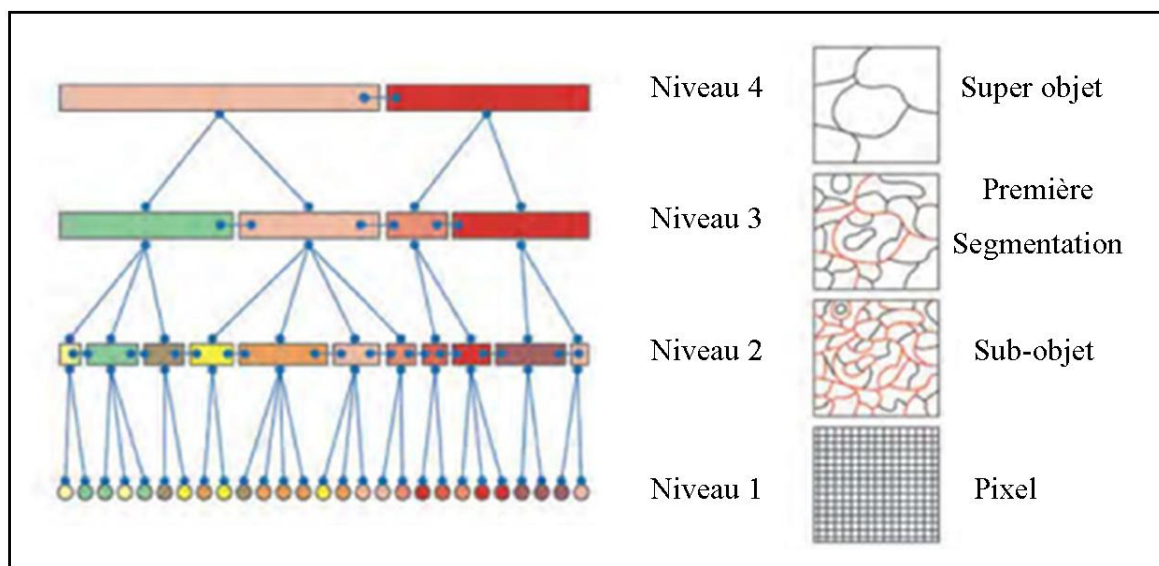 Niveau 4
Super objet
Niveau 3
Première
Segmentation
Niveau 2
Sub-objet
Niveau 1
Pixel